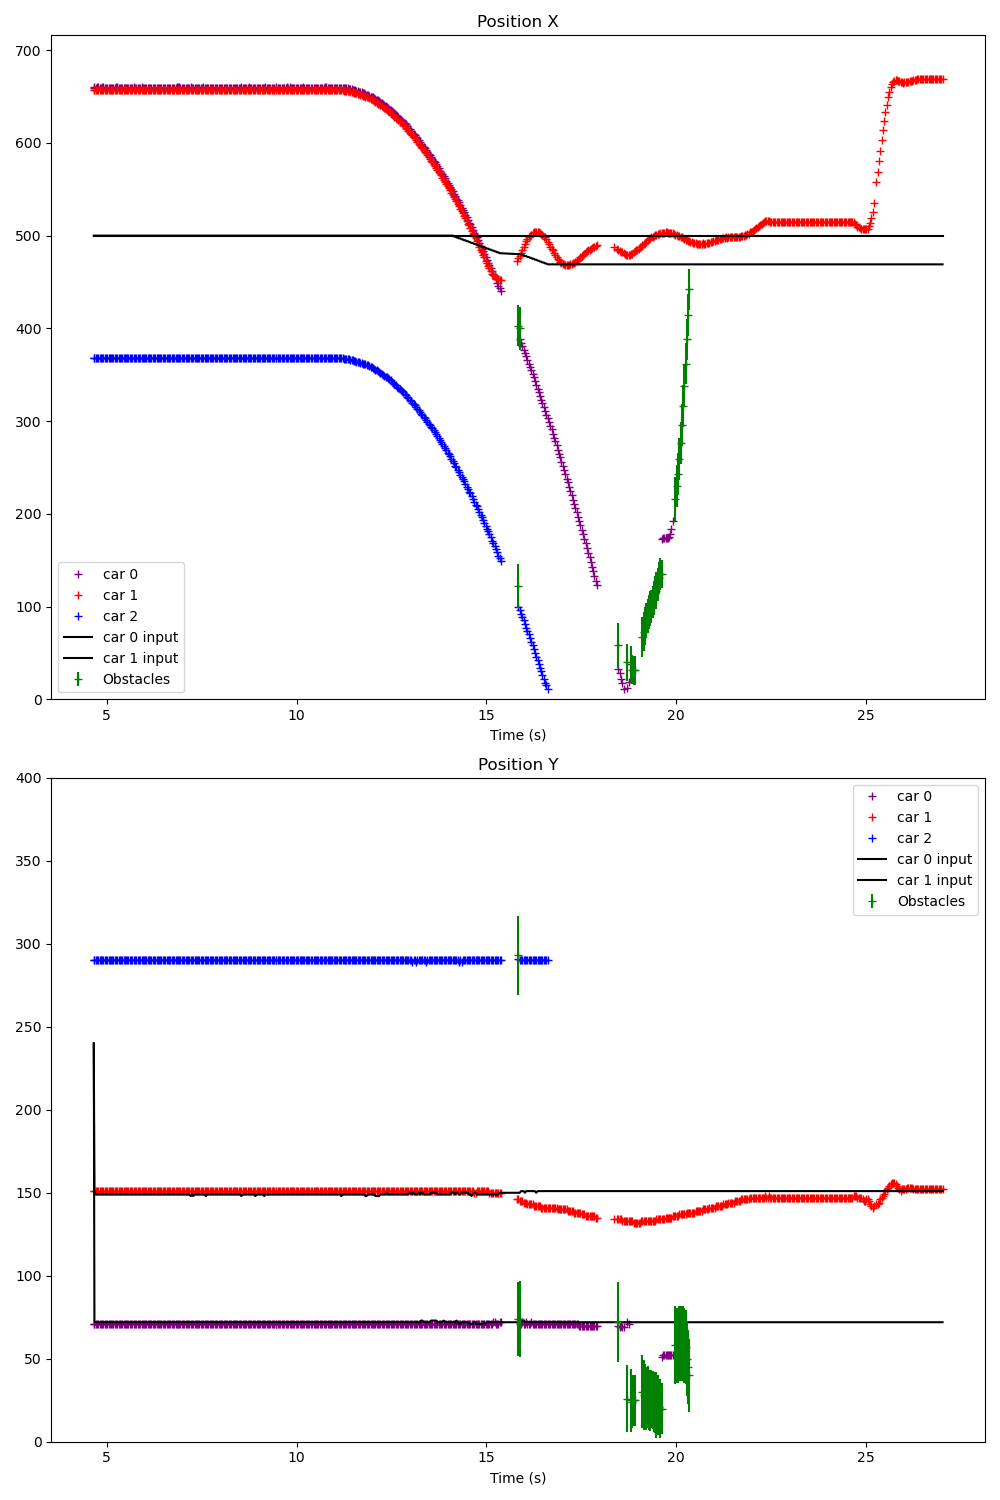 Position X
700
600
500
400
300
200
100
0
car 0
car 1
car 2
car 0 input
car 1 input
Obstacles
5
10
15
20
25
Time (s)
Position Y
400
350
300
250
200
150
100
50
0
car 0
car 1
car 2
car 0 input
car 1 input
Obstacles
5
10
15
20
25
Time (s)